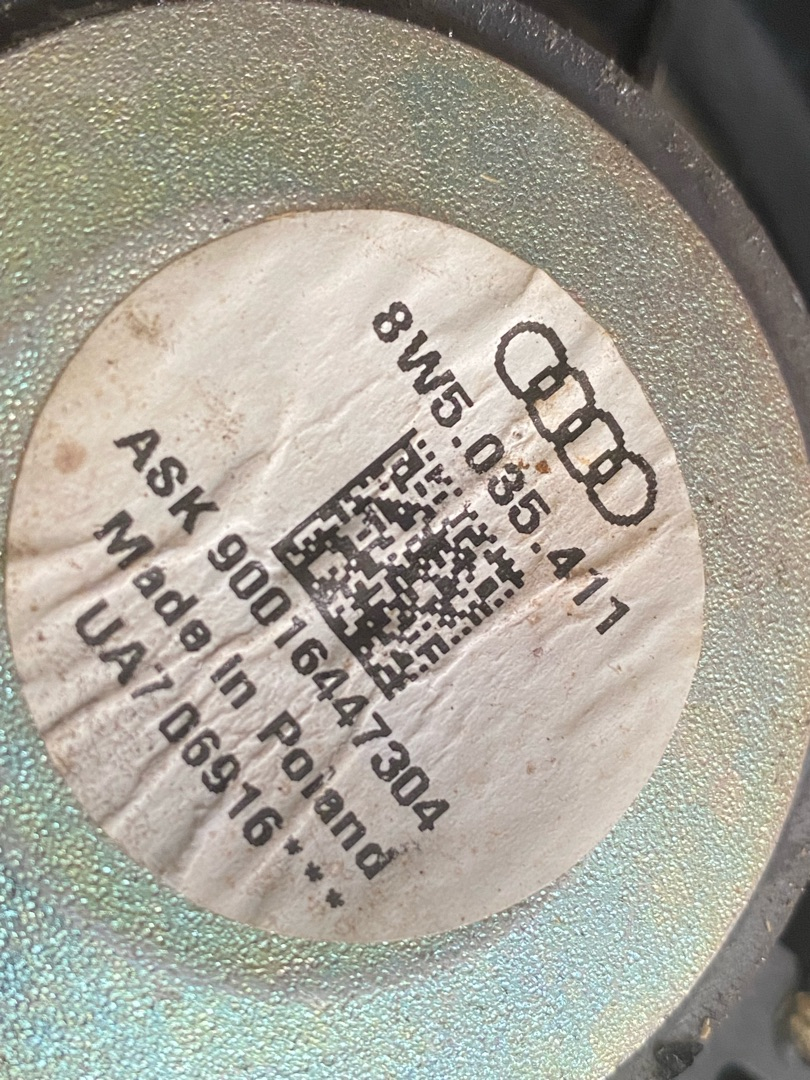 8W5.035.411
ASK 90016447304
Made in Poland
UA706916***